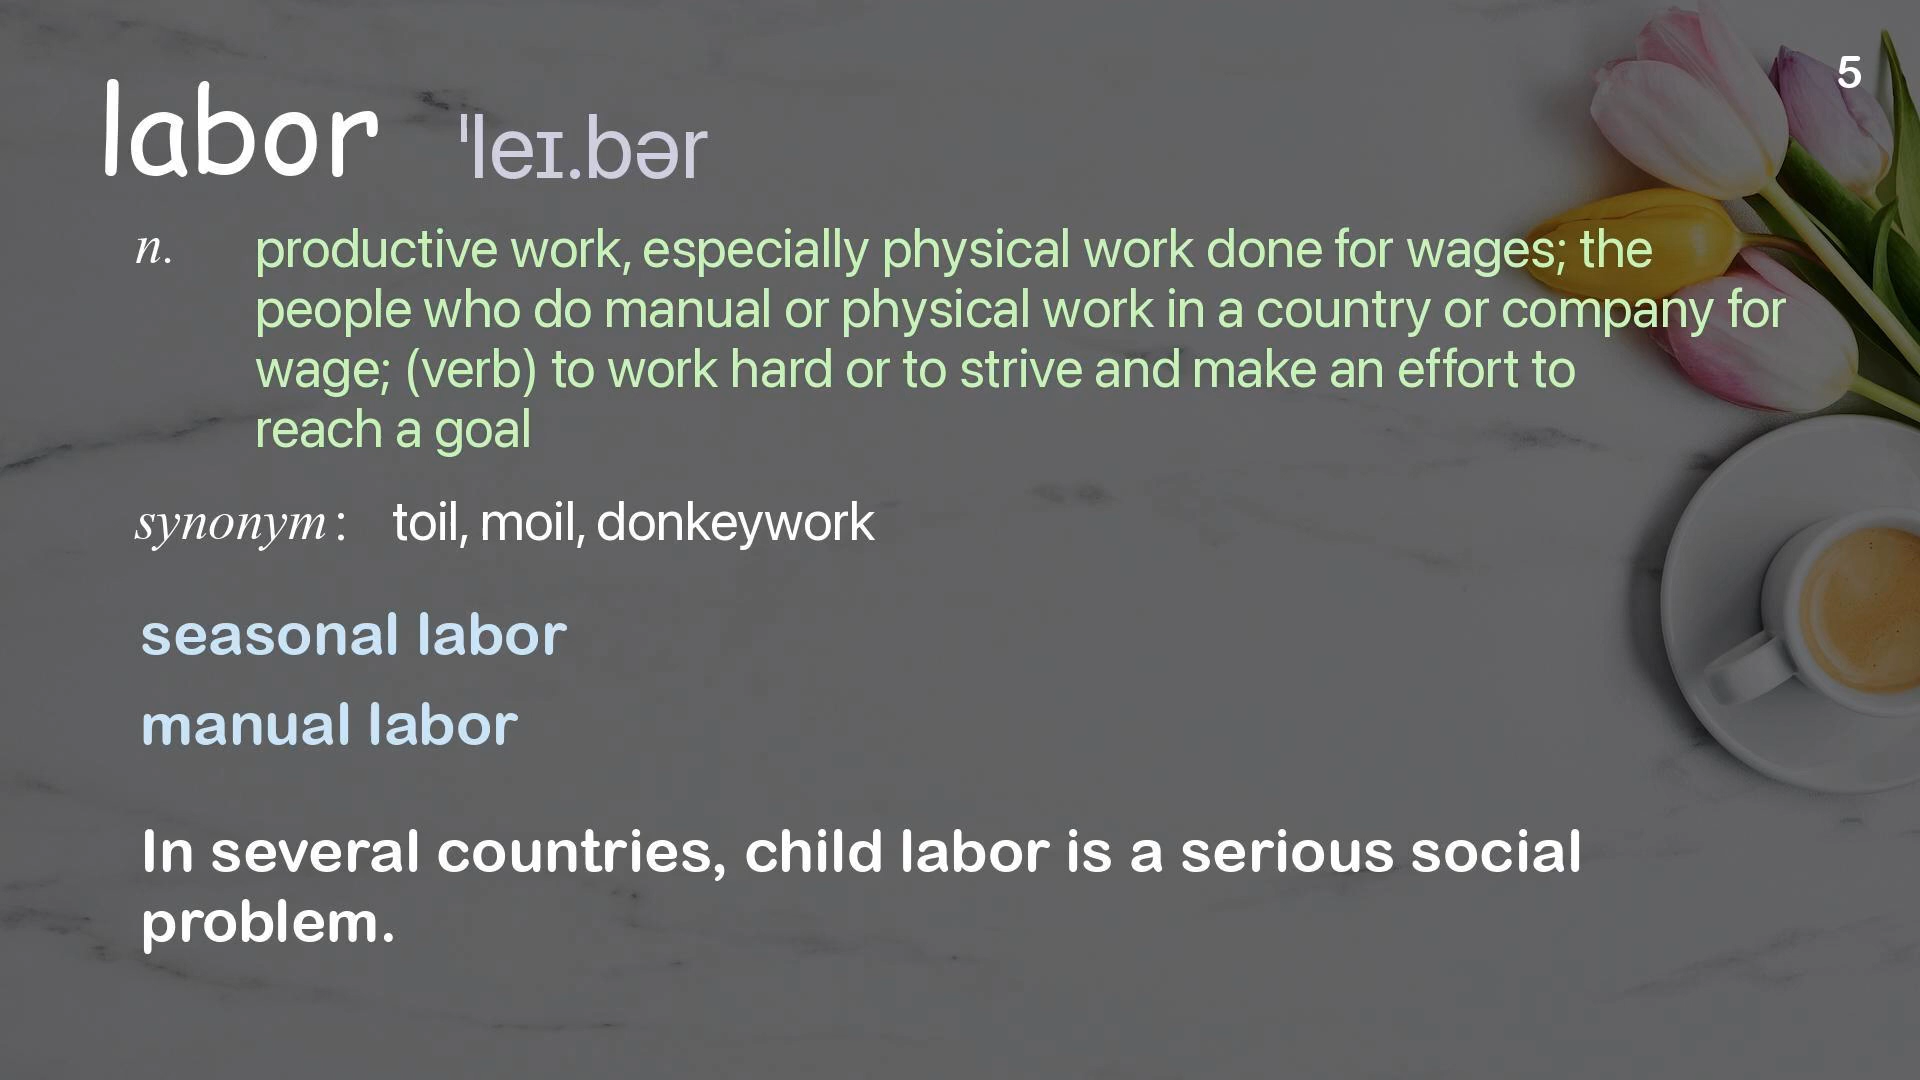 5
labor ˈleɪ.bər
n. productive work, especially physical work done for wages; the
people who do manual or physical work in a country or company for
wage; (verb) to work hard or to strive and make an effort to
reach a goal
synonym: toil, moil, donkeywork
seasonal labor
manual labor
In several countries, child labor is a serious social
problem.